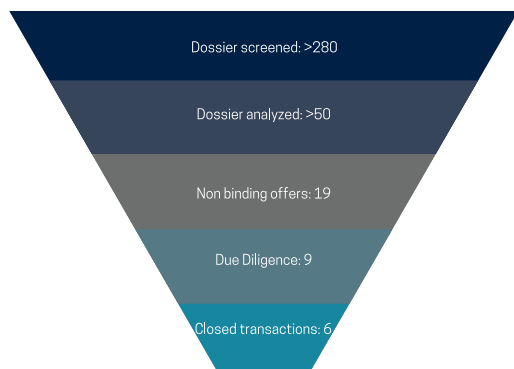 Dossier screened: >280
Dossier analyzed: >50
Non binding offers: 19
Due Diligence: 9
Closed transactions: 6